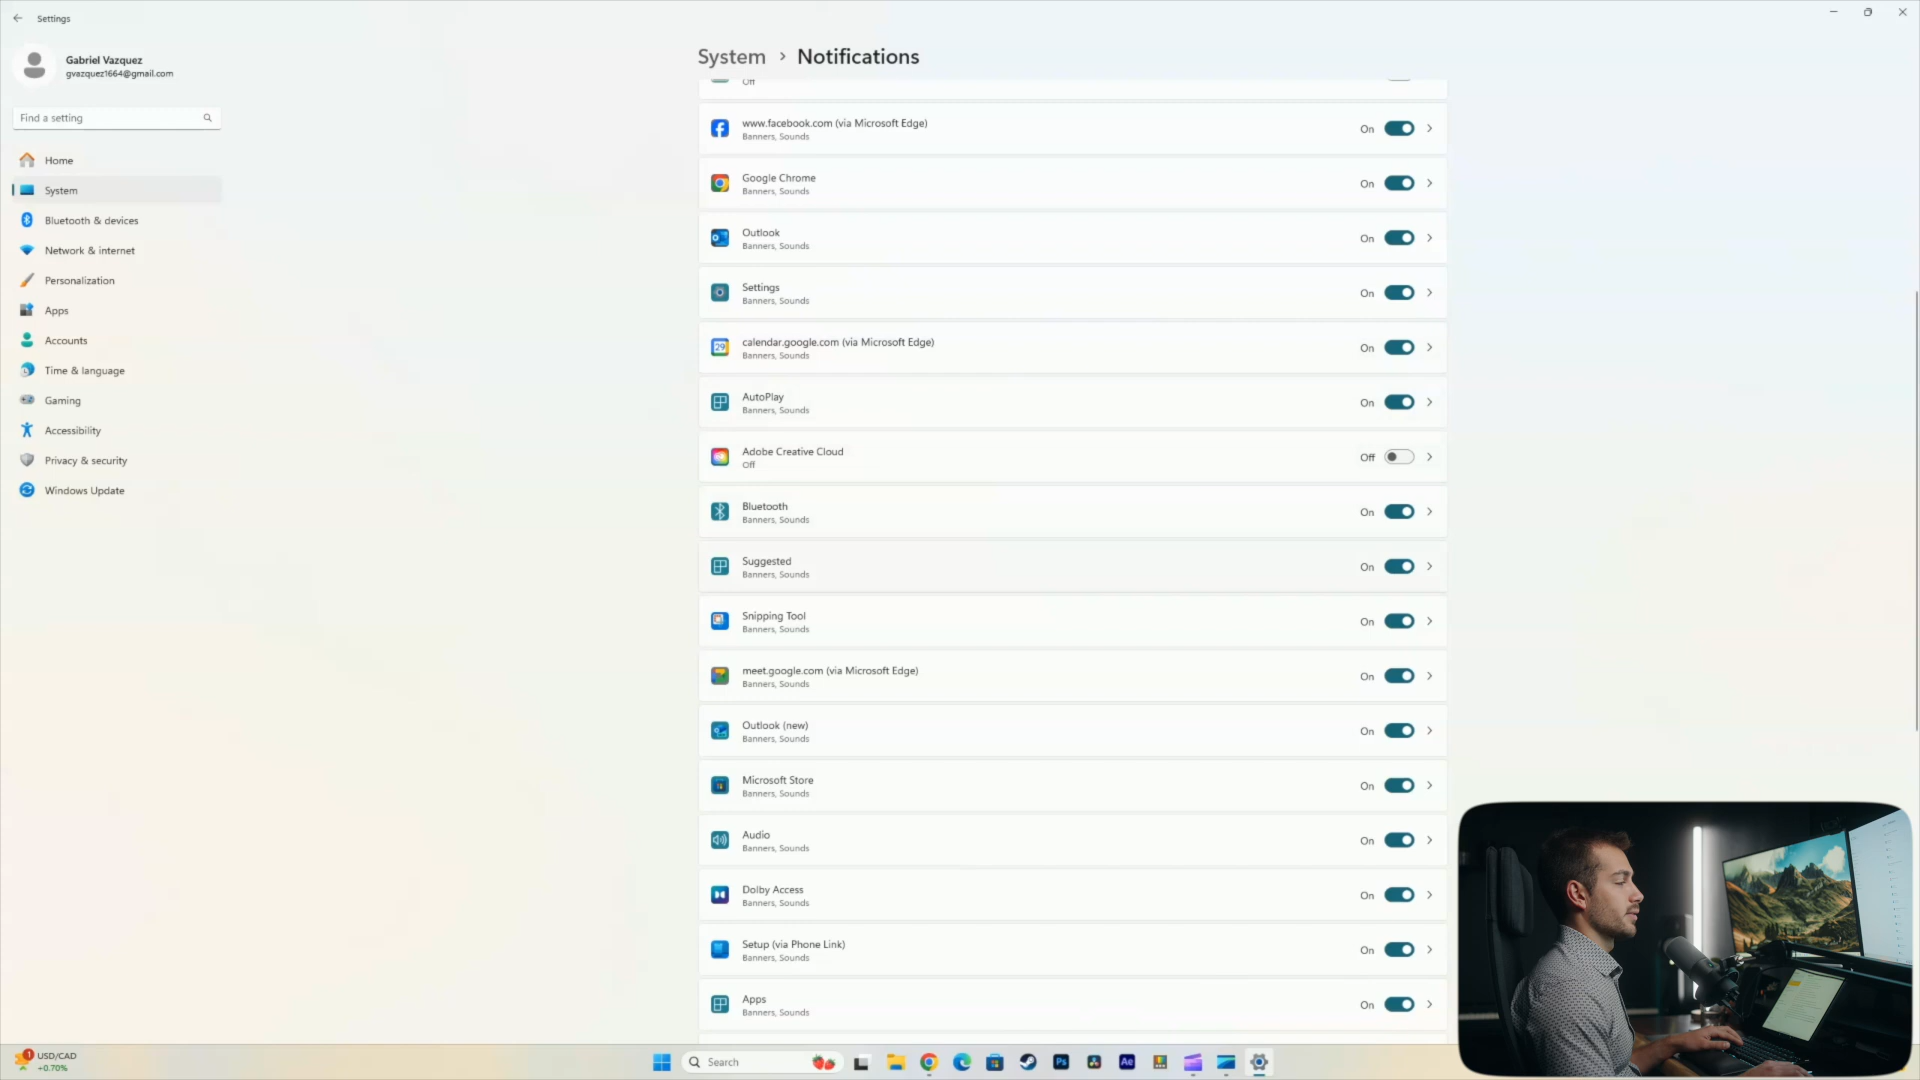 Settings
Gabriel Vazquez
gvazquez1664@gmail.com
Find a setting
Home
System
Bluetooth & devices
Network & internet
Personalization
Apps
Accounts
Time & language
Gaming
Accessibility
Privacy & security
Windows Update
System > Notifications
Off
www.facebook.com (via Microsoft Edge)
Banners, Sounds
On
Google Chrome
Banners, Sounds
On
Outlook
Banners, Sounds
On
Settings
Banners, Sounds
On
29
calendar.google.com (via Microsoft Edge)
Banners, Sounds
On
AutoPlay
Banners, Sounds
On
Adobe Creative Cloud
Off
Off
Bluetooth
Banners, Sounds
On
Suggested
Banners, Sounds
On
Snipping Tool
Banners, Sounds
On
meet.google.com (via Microsoft Edge)
Banners, Sounds
On
Outlook (new)
Banners, Sounds
On
Microsoft Store
Banners, Sounds
On
Audio
Banners, Sounds
On
Dolby Access
Banners, Sounds
On
Setup (via Phone Link)
Banners, Sounds
On
Apps
Banners, Sounds
On
1
USD/CAD
+0.70%
Search
Ps
Ae